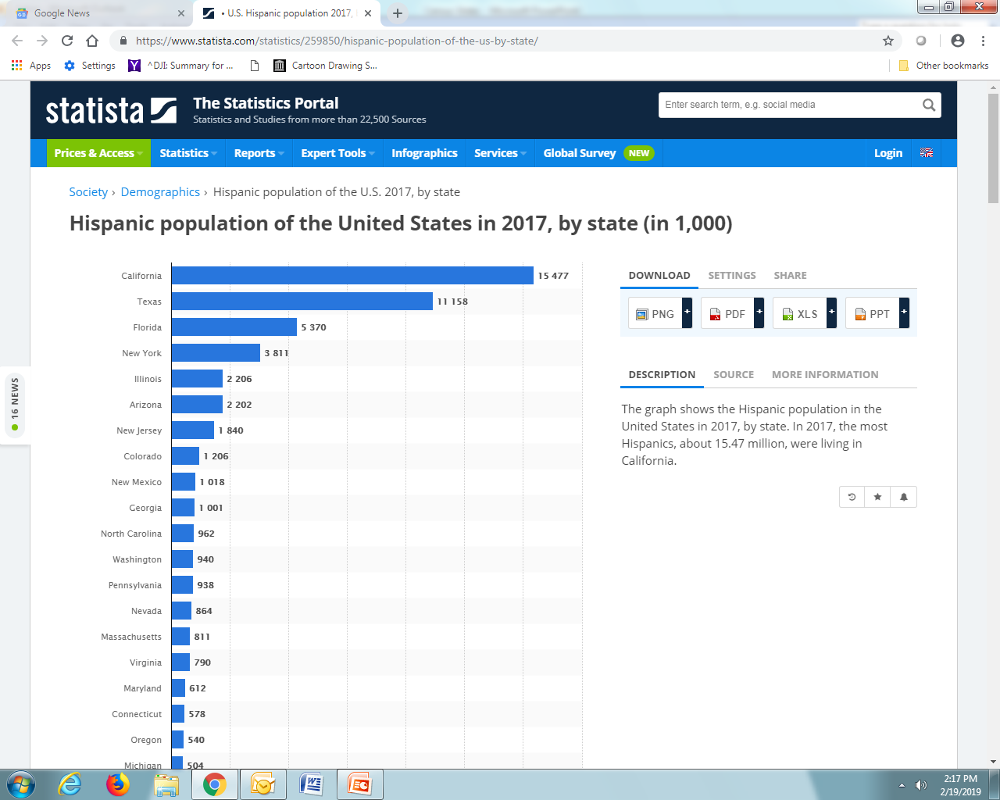 Google News
• U.S. Hispanic population 2017,
https://www.statista.com/statistics/259850/hispanic-population-of-the-us-by-state/
Apps
Settings
^DJI: Summary for ...
Cartoon Drawing S...
Other bookmarks
statista
The Statistics Portal
Statistics and Studies from more than 22,500 Sources
Enter search term, e.g. social media
Prices & Access
Statistics
Reports
Expert Tools
Infographics
Services
Global Survey NEW
Login
Society › Demographics › Hispanic population of the U.S. 2017, by state
Hispanic population of the United States in 2017, by state (in 1,000)
California 15 477
Texas 11 158
Florida 5 370
New York 3 811
Illinois 2 206
Arizona 2 202
New Jersey 1 840
Colorado 1 206
New Mexico 1 018
Georgia 1 001
North Carolina 962
Washington 940
Pennsylvania 938
Nevada 864
Massachusetts 811
Virginia 790
Maryland 612
Connecticut 578
Oregon 540
Michigan 504
DOWNLOAD SETTINGS SHARE
PNG + PDF + XLS + PPT +
DESCRIPTION SOURCE MORE INFORMATION
The graph shows the Hispanic population in the
United States in 2017, by state. In 2017, the most
Hispanics, about 15.47 million, were living in
California.
16 NEWS
2:17 PM
2/19/2019